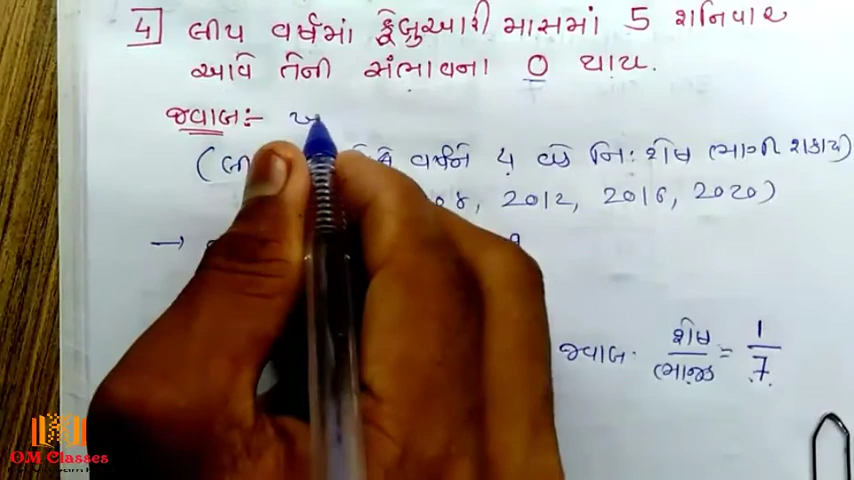 4 લીપ વર્ષમાં ફેબ્રુઆરી માસમાં 5 શનિવાર
આવે તેની સંભાવના 0 થાય.
જવાબ:-
વર્ષને 4 વડે નિ:શેષ ભાગી શકાય)
2012, 2016, 2020)
→
જવાબ. શેષ/ભાજક = 1/7
OM Classes